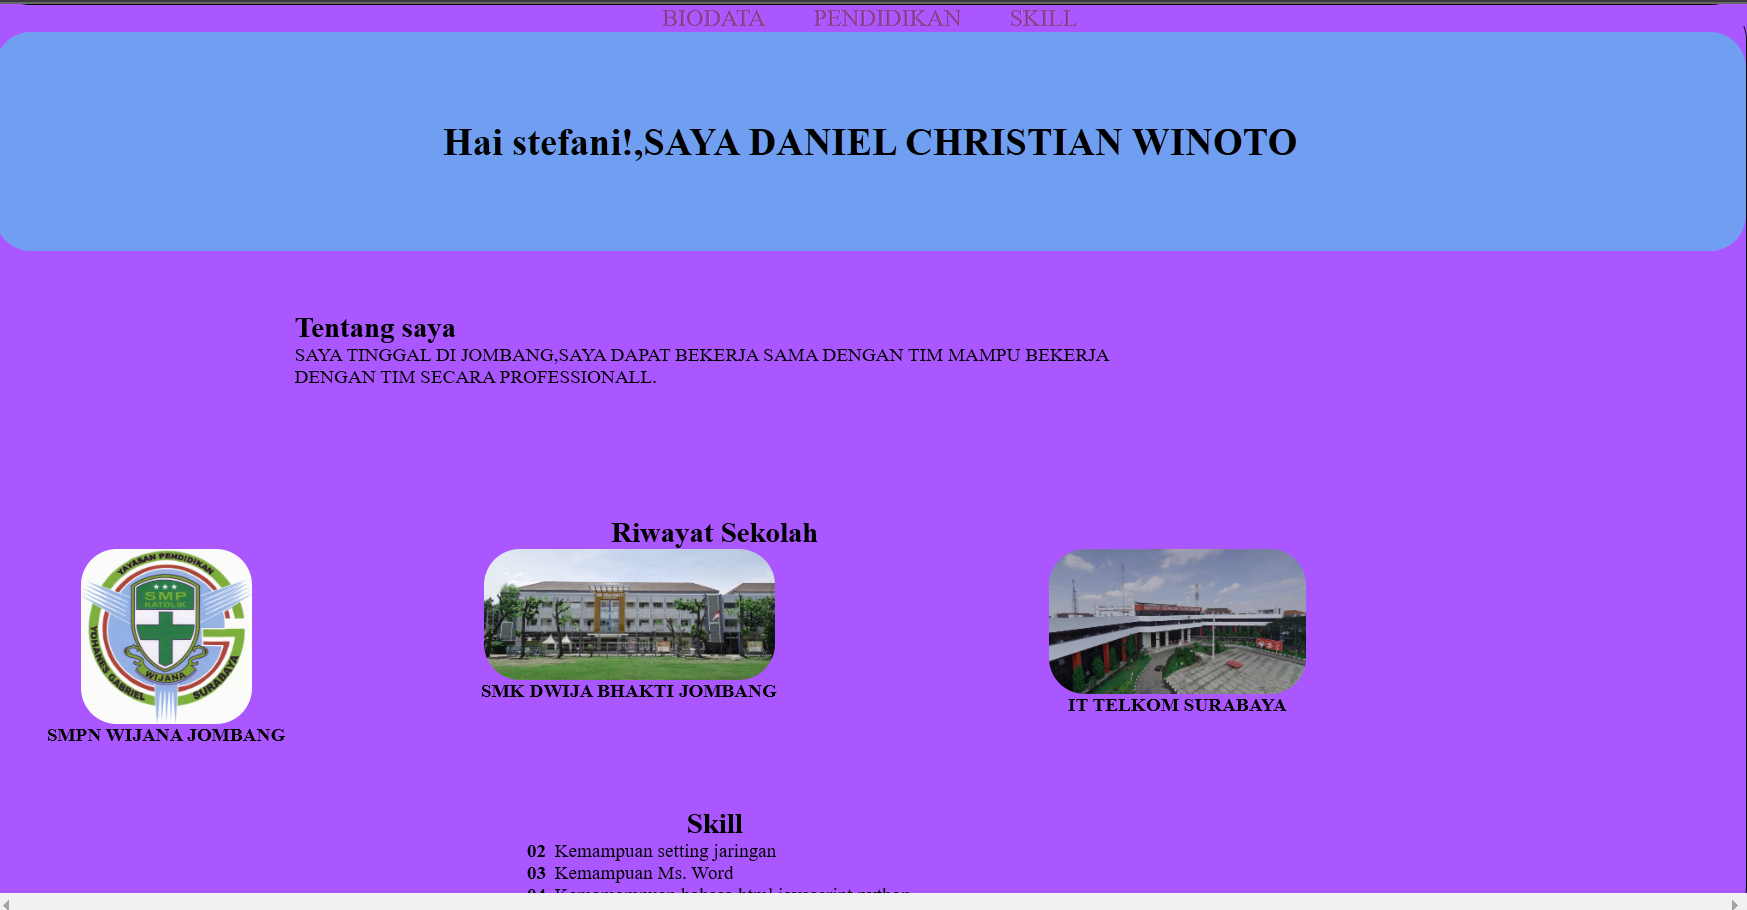 BIODATA PENDIDIKAN SKILL
Hai stefani!,SAYA DANIEL CHRISTIAN WINOTO
Tentang saya
SAYA TINGGAL DI JOMBANG,SAYA DAPAT BEKERJA SAMA DENGAN TIM MAMPU BEKERJA
DENGAN TIM SECARA PROFESSIONALL.
Riwayat Sekolah
YAYASAN PENDIDIKAN
SMP
KATOLIK
YOHANES GABRIEL
SURABAYA
WIJANA
SMPN WIJANA JOMBANG
SMK DWIJA BHAKTI JOMBANG
IT TELKOM SURABAYA
Skill
02 Kemampuan setting jaringan
03 Kemampuan Ms. Word